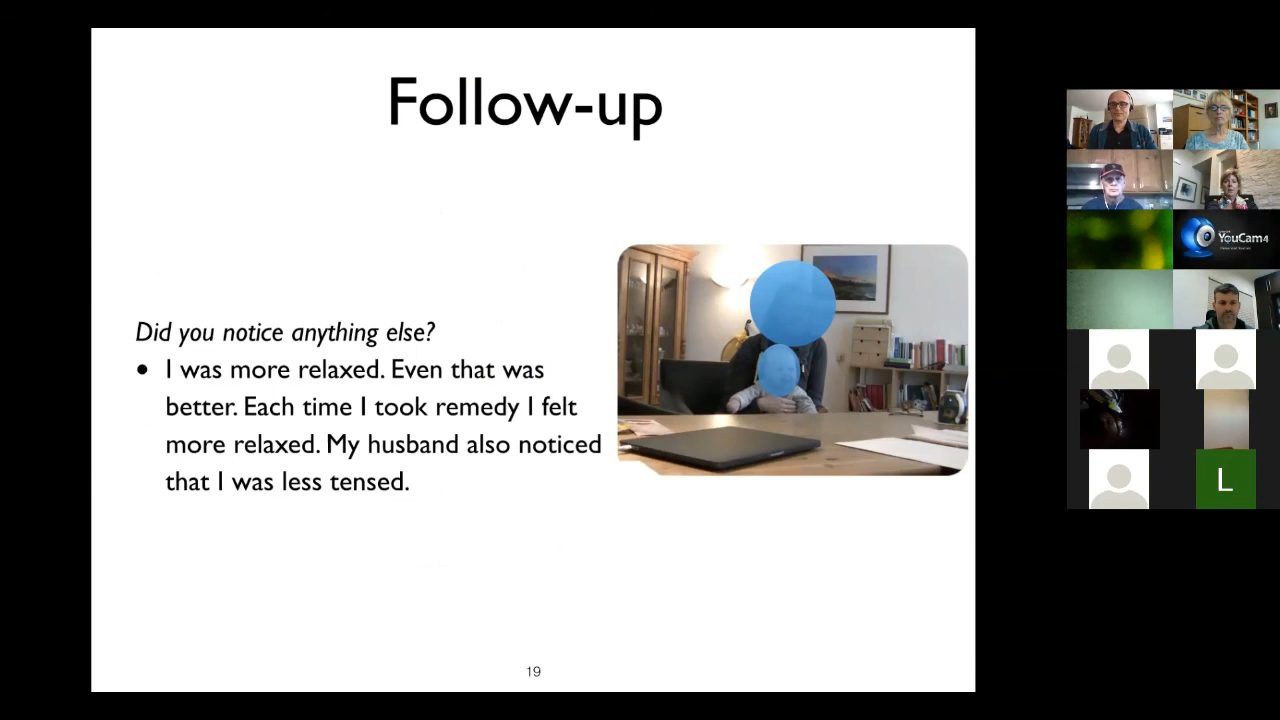 Follow-up
Did you notice anything else?
• I was more relaxed. Even that was
better. Each time I took remedy I felt
more relaxed. My husband also noticed
that I was less tensed.
19
YouCam4
L